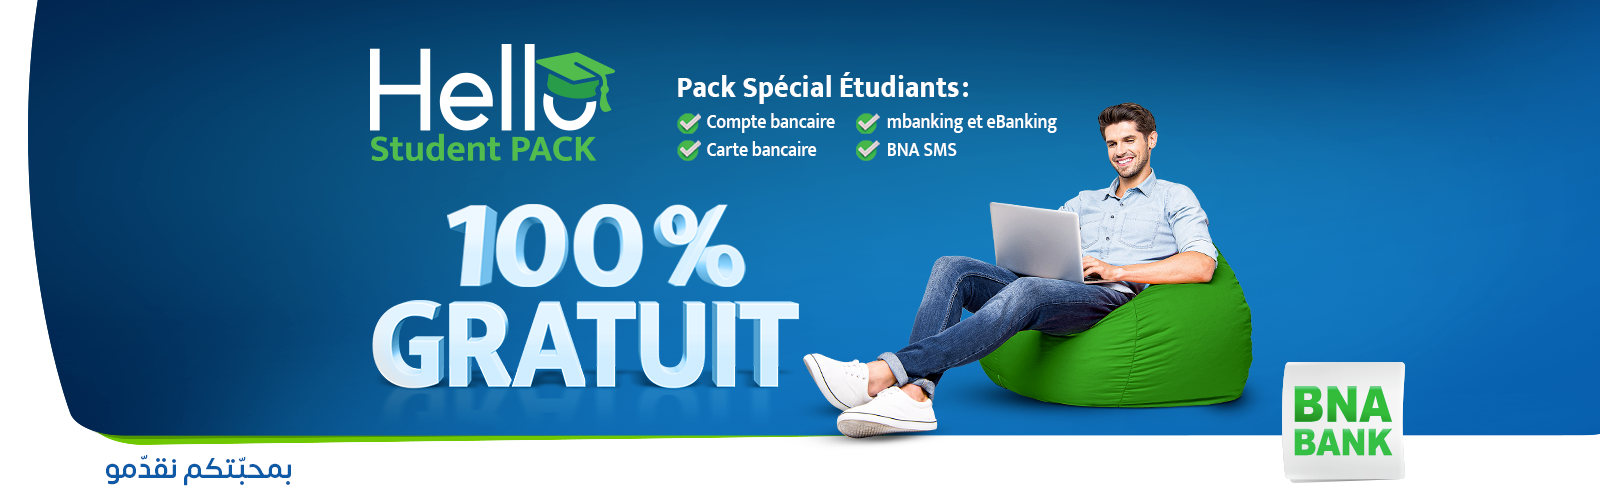 Hello
Student PACK
Pack Spécial Étudiants:
Compte bancaire
mbanking et eBanking
Carte bancaire
BNA SMS
100%
GRATUIT
BNA
BANK
بمحبّتكم نقدّمو